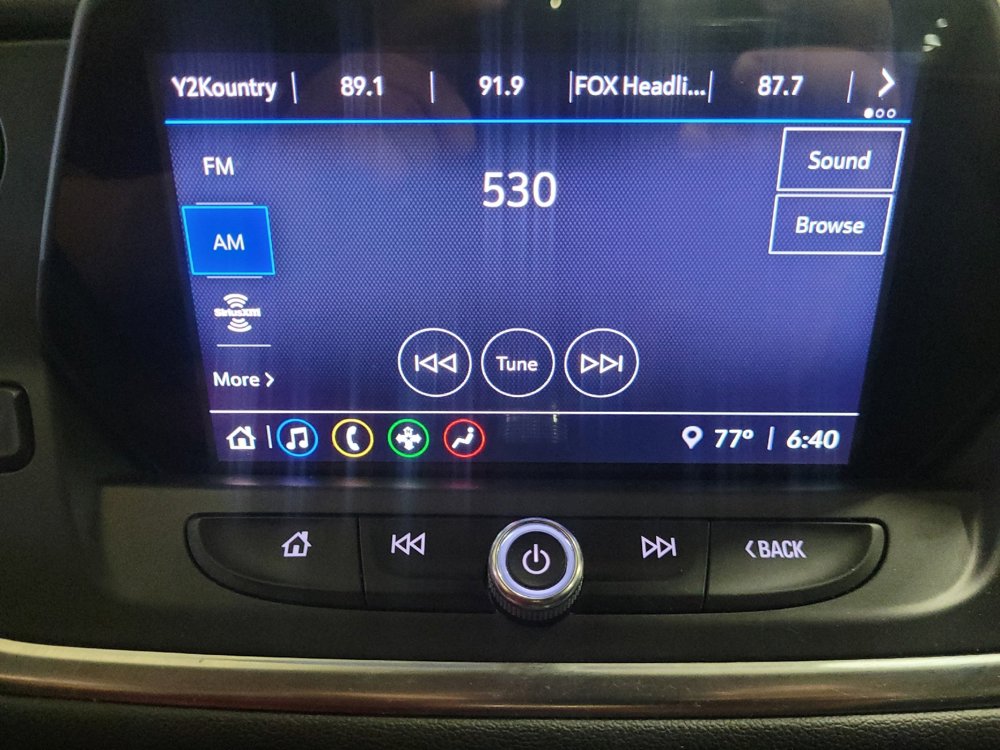 Y2Kountry 89.1 91.9 FOX Headli... 87.7
FM
530
Sound
AM
Browse
SiriusXM
Tune
More
77° 6:40
BACK